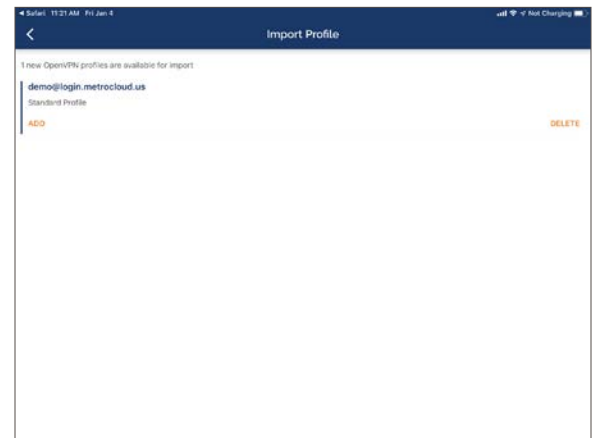 Safari 11:21 AM Fri Jan 4 Not Charging
Import Profile
1 new OpenVPN profiles are available for import
demo@login.metrocloud.us
Standard Profile
ADD DELETE